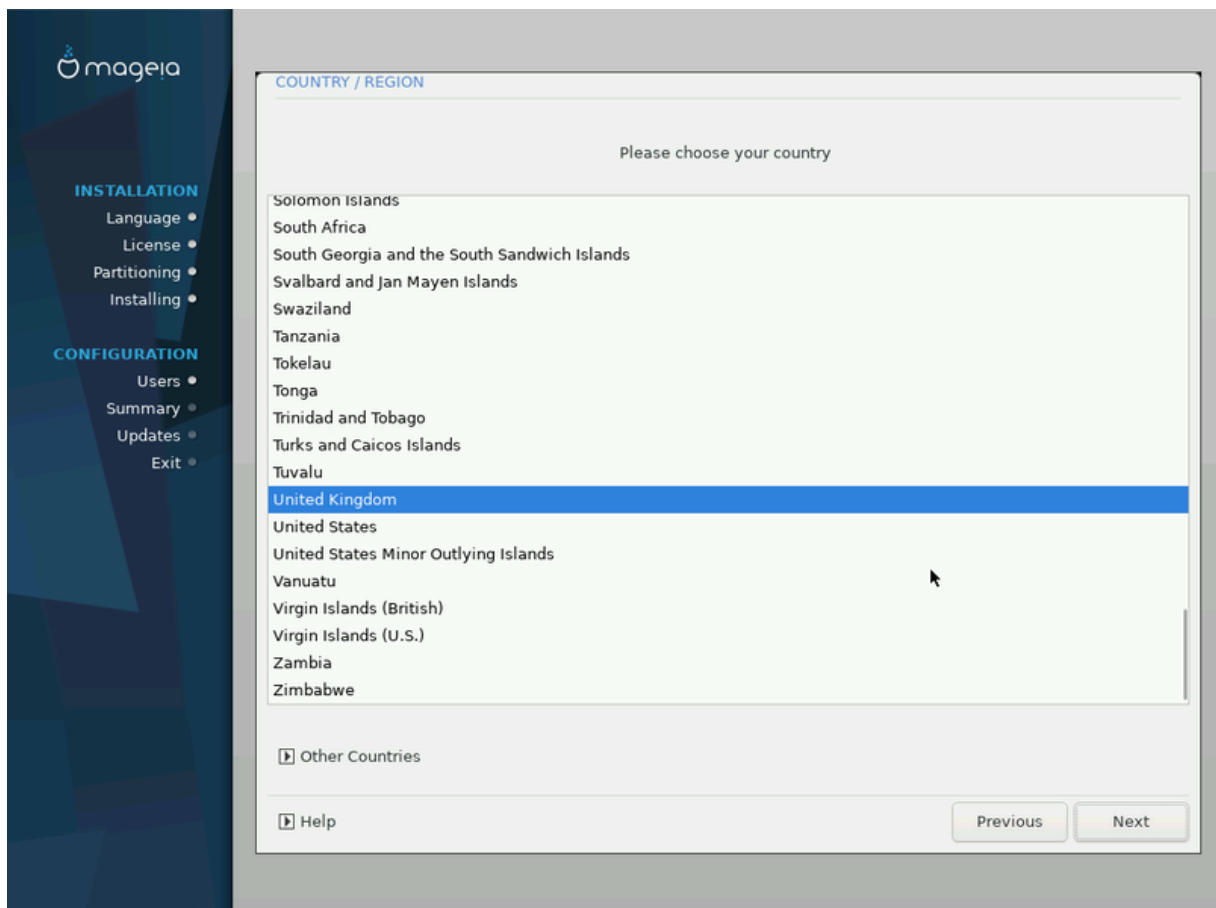 mageia
INSTALLATION
Language
License
Partitioning
Installing
CONFIGURATION
Users
Summary
Updates
Exit
COUNTRY / REGION
Please choose your country
Solomon Islands
South Africa
South Georgia and the South Sandwich Islands
Svalbard and Jan Mayen Islands
Swaziland
Tanzania
Tokelau
Tonga
Trinidad and Tobago
Turks and Caicos Islands
Tuvalu
United Kingdom
United States
United States Minor Outlying Islands
Vanuatu
Virgin Islands (British)
Virgin Islands (U.S.)
Zambia
Zimbabwe
Other Countries
Help
Previous
Next